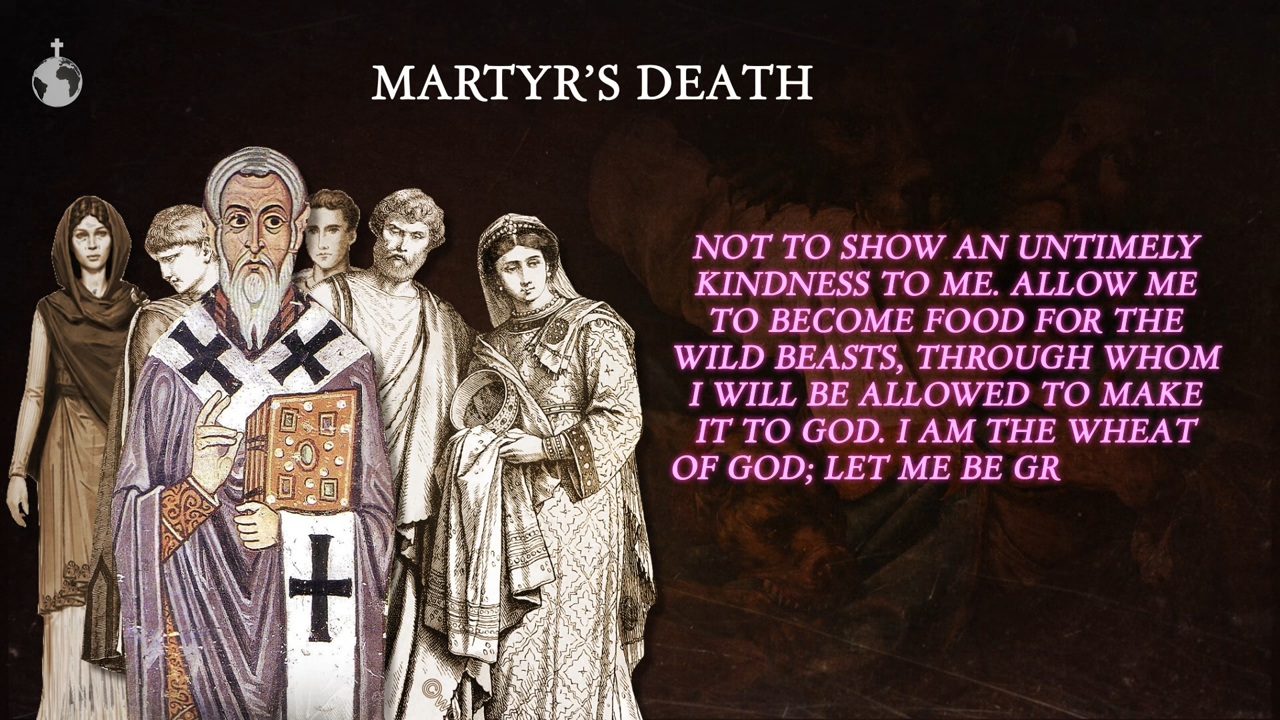 MARTYR'S DEATH
NOT TO SHOW AN UNTIMELY
KINDNESS TO ME. ALLOW ME
TO BECOME FOOD FOR THE
WILD BEASTS, THROUGH WHOM
I WILL BE ALLOWED TO MAKE
IT TO GOD. I AM THE WHEAT
OF GOD; LET ME BE GR